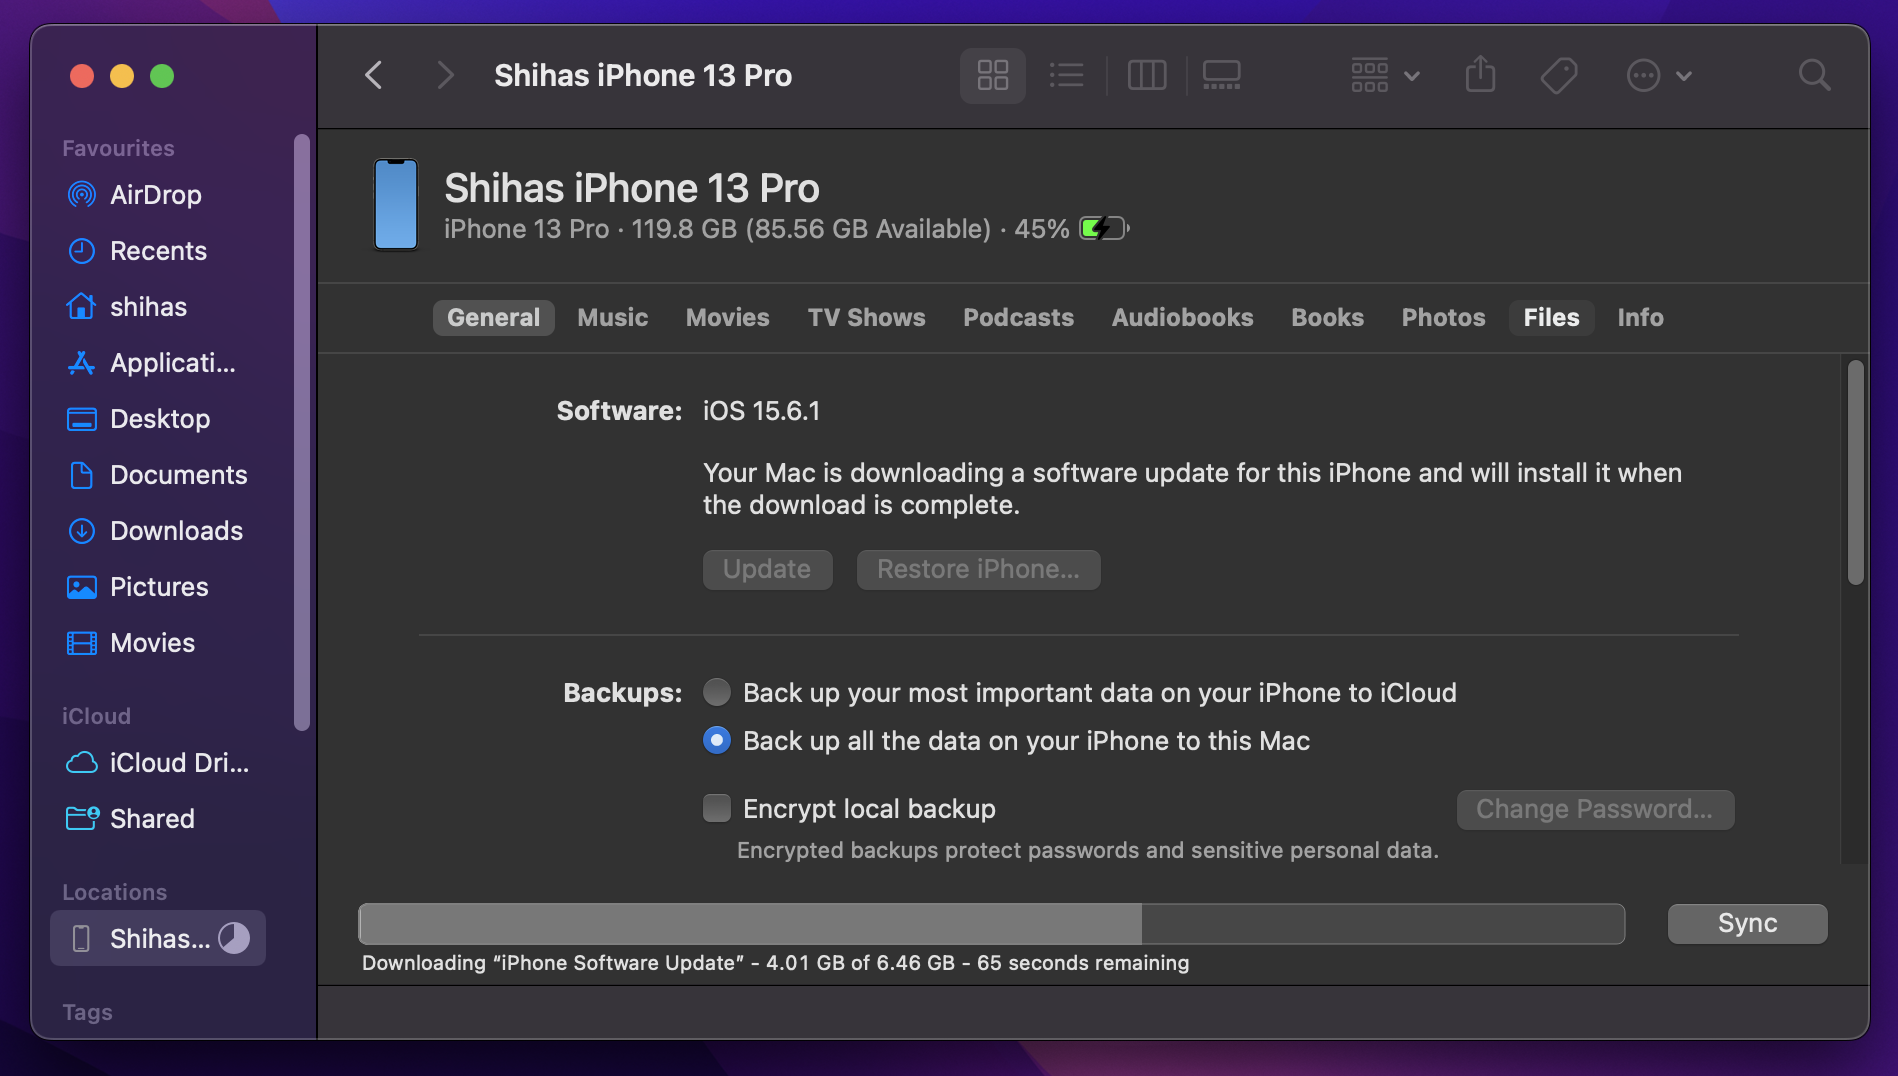 Shihas iPhone 13 Pro
Favourites
AirDrop
Recents
shihas
Applicati...
Desktop
Documents
Downloads
Pictures
Movies
iCloud
iCloud Dri...
Shared
Locations
Shihas...
Tags
Shihas iPhone 13 Pro
iPhone 13 Pro · 119.8 GB (85.56 GB Available) · 45%
General Music Movies TV Shows Podcasts Audiobooks Books Photos Files Info
Software: iOS 15.6.1
Your Mac is downloading a software update for this iPhone and will install it when
the download is complete.
Update Restore iPhone...
Backups: Back up your most important data on your iPhone to iCloud
Back up all the data on your iPhone to this Mac
Encrypt local backup Change Password...
Encrypted backups protect passwords and sensitive personal data.
Sync
Downloading “iPhone Software Update” - 4.01 GB of 6.46 GB - 65 seconds remaining